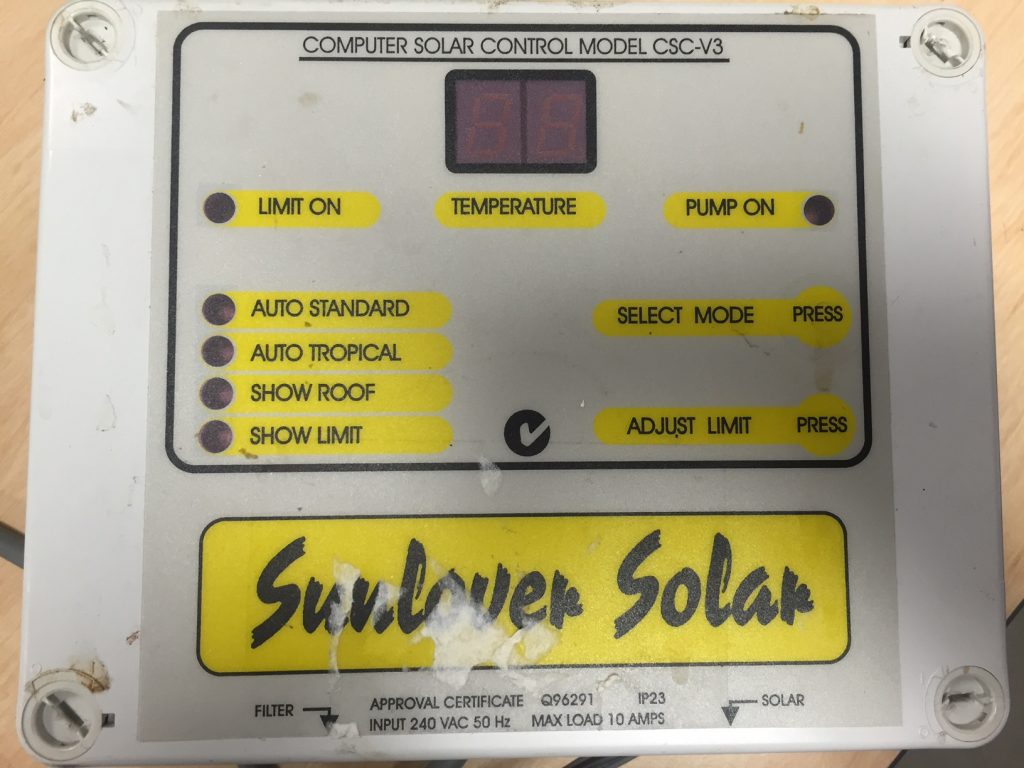 COMPUTER SOLAR CONTROL MODEL CSC-V3
LIMIT ON
TEMPERATURE
PUMP ON
AUTO STANDARD
AUTO TROPICAL
SHOW ROOF
SHOW LIMIT
SELECT MODE PRESS
ADJUST LIMIT PRESS
Sunlover Solar
FILTER
APPROVAL CERTIFICATE Q96291 IP23
INPUT 240 VAC 50 Hz MAX LOAD 10 AMPS
SOLAR